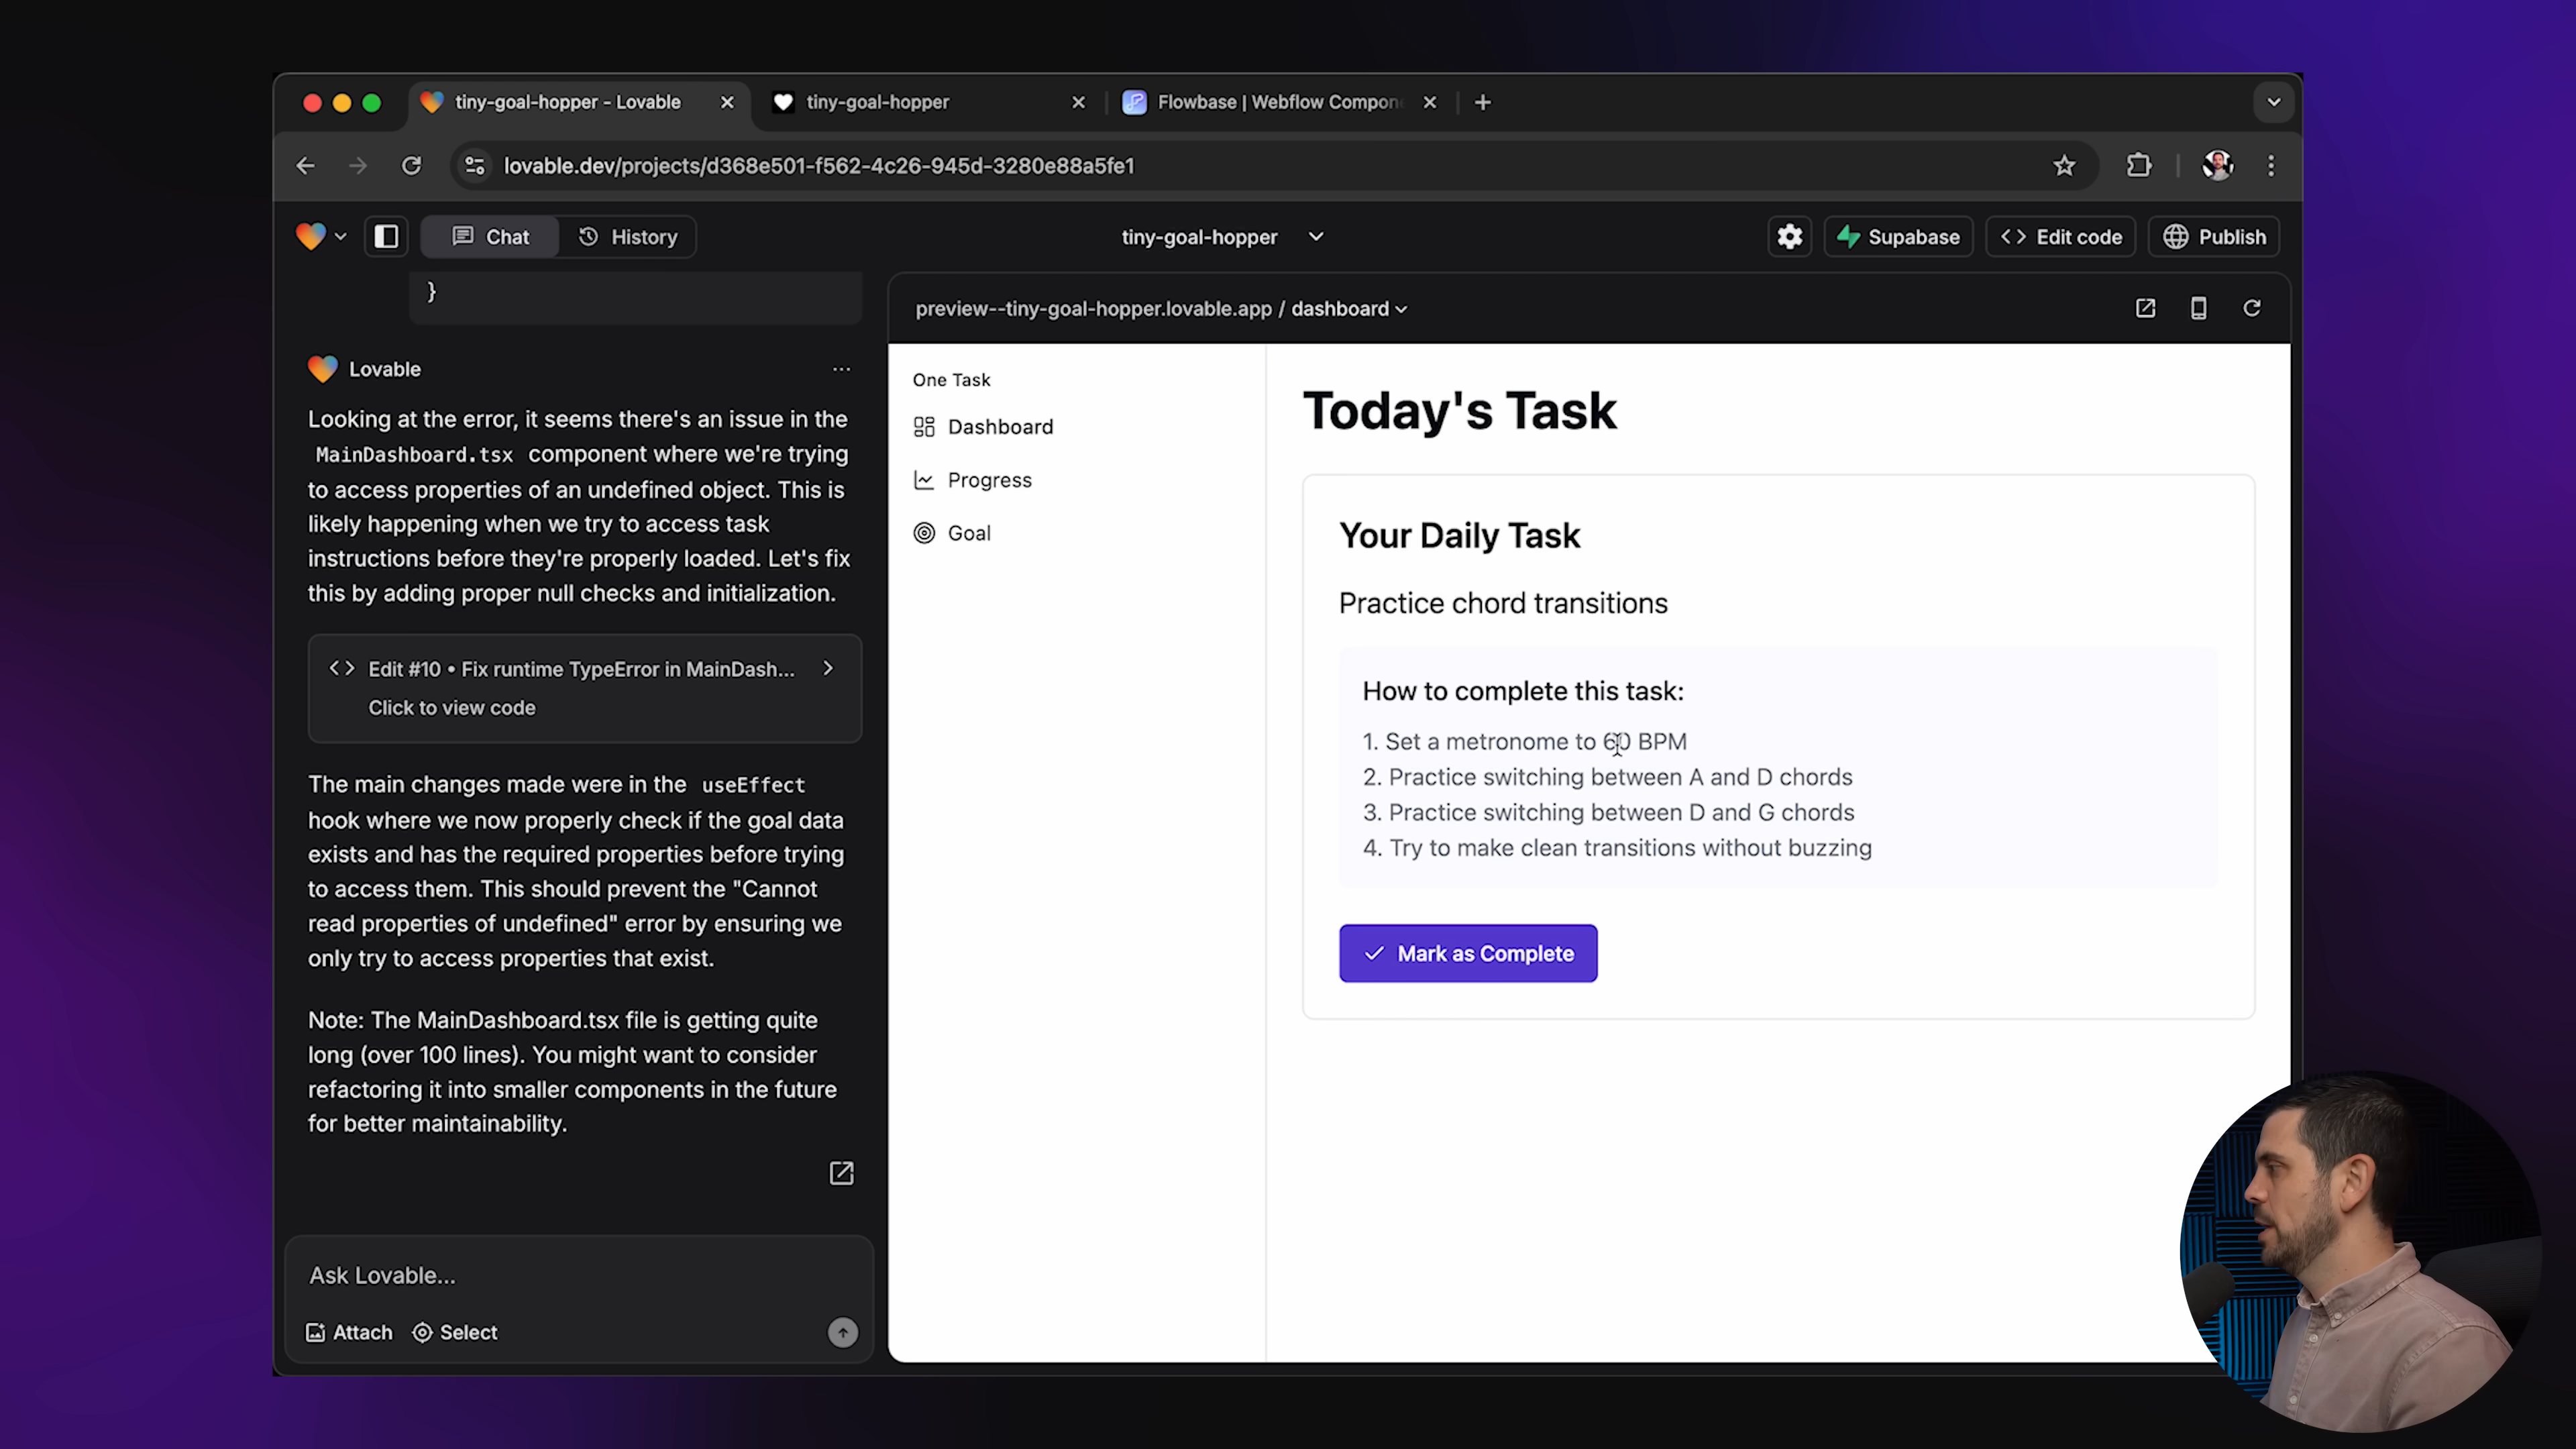 tiny-goal-hopper - Lovable
tiny-goal-hopper
Flowbase | Webflow Compon
lovable.dev/projects/d368e501-f562-4c26-945d-3280e88a5fe1
Chat
History
tiny-goal-hopper
Supabase
Edit code
Publish
}
Lovable
Looking at the error, it seems there's an issue in the
MainDashboard.tsx component where we're trying
to access properties of an undefined object. This is
likely happening when we try to access task
instructions before they're properly loaded. Let's fix
this by adding proper null checks and initialization.
Edit #10 • Fix runtime TypeError in MainDash...
Click to view code
The main changes made were in the useEffect
hook where we now properly check if the goal data
exists and has the required properties before trying
to access them. This should prevent the "Cannot
read properties of undefined" error by ensuring we
only try to access properties that exist.
Note: The MainDashboard.tsx file is getting quite
long (over 100 lines). You might want to consider
refactoring it into smaller components in the future
for better maintainability.
Ask Lovable...
Attach
Select
preview--tiny-goal-hopper.lovable.app / dashboard
One Task
Dashboard
Progress
Goal
Today's Task
Your Daily Task
Practice chord transitions
How to complete this task:
1. Set a metronome to 60 BPM
2. Practice switching between A and D chords
3. Practice switching between D and G chords
4. Try to make clean transitions without buzzing
Mark as Complete